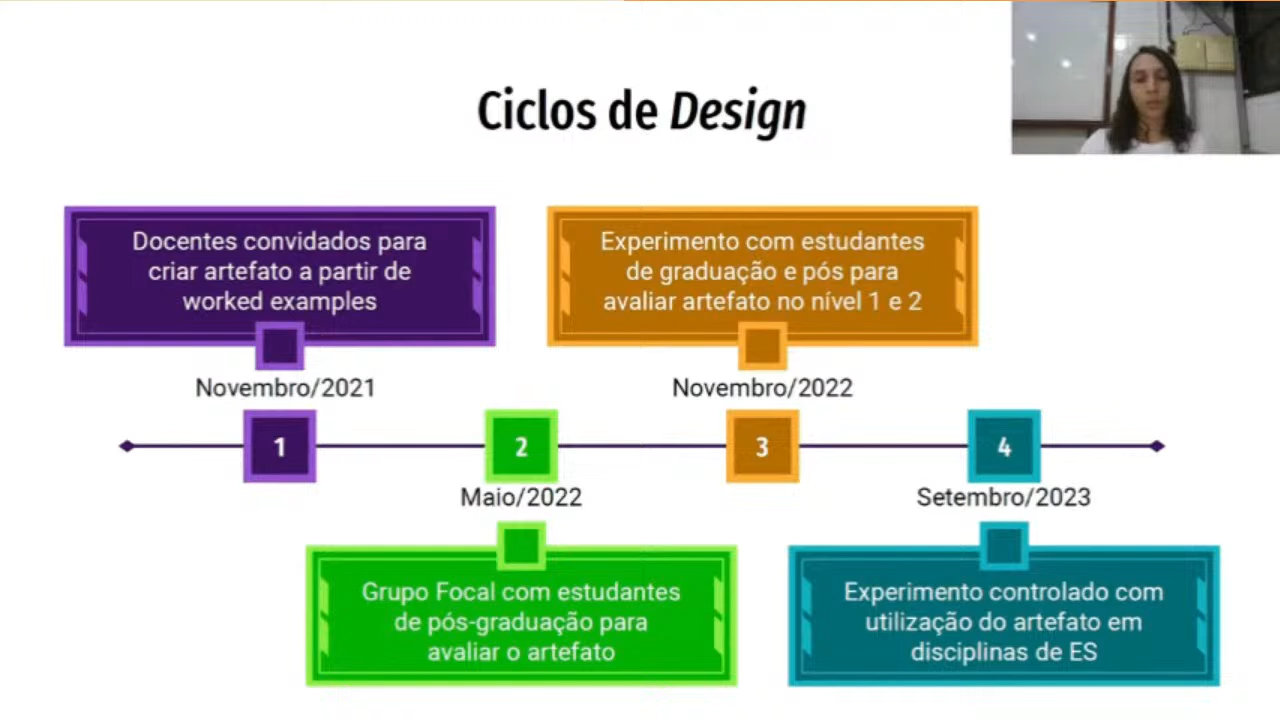 Ciclos de Design
Docentes convidados para
criar artefato a partir de
worked examples
Novembro/2021
1
Experimento com estudantes
de graduação e pós para
avaliar artefato no nível 1 e 2
Novembro/2022
3
2
Maio/2022
Grupo Focal com estudantes
de pós-graduação para
avaliar o artefato
4
Setembro/2023
Experimento controlado com
utilização do artefato em
disciplinas de ES